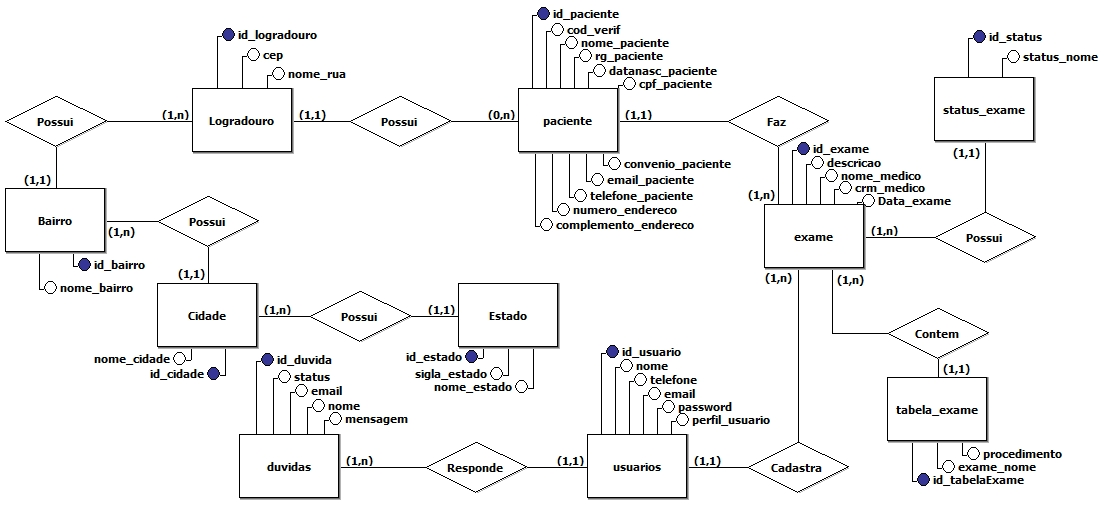 id_paciente
cod_verif
nome_paciente
rg_paciente
datanasc_paciente
cpf_paciente
id_logradouro
cep
nome_rua
id_status
status_nome
Possui
(1,n)
Logradouro
(1,1)
Possui
(0,n)
paciente
(1,1)
Faz
status_exame
(1,1)
(1,1)
convenio_paciente
email_paciente
telefone_paciente
numero_endereco
complemento_endereco
id_exame
descricao
nome_medico
crm_medico
Data_exame
(1,n)
Bairro
(1,n)
Possui
exame
(1,n)
Possui
id_bairro
nome_bairro
(1,1)
(1,n)
(1,n)
Cidade
(1,n)
Possui
(1,1)
Estado
Contem
nome_cidade
id_cidade
id_estado
sigla_estado
nome_estado
(1,1)
id_duvida
status
email
nome
mensagem
id_usuario
nome
telefone
email
password
perfil_usuario
tabela_exame
procedimento
exame_nome
id_tabelaExame
duvidas
(1,n)
Responde
(1,1)
usuarios
(1,1)
Cadastra